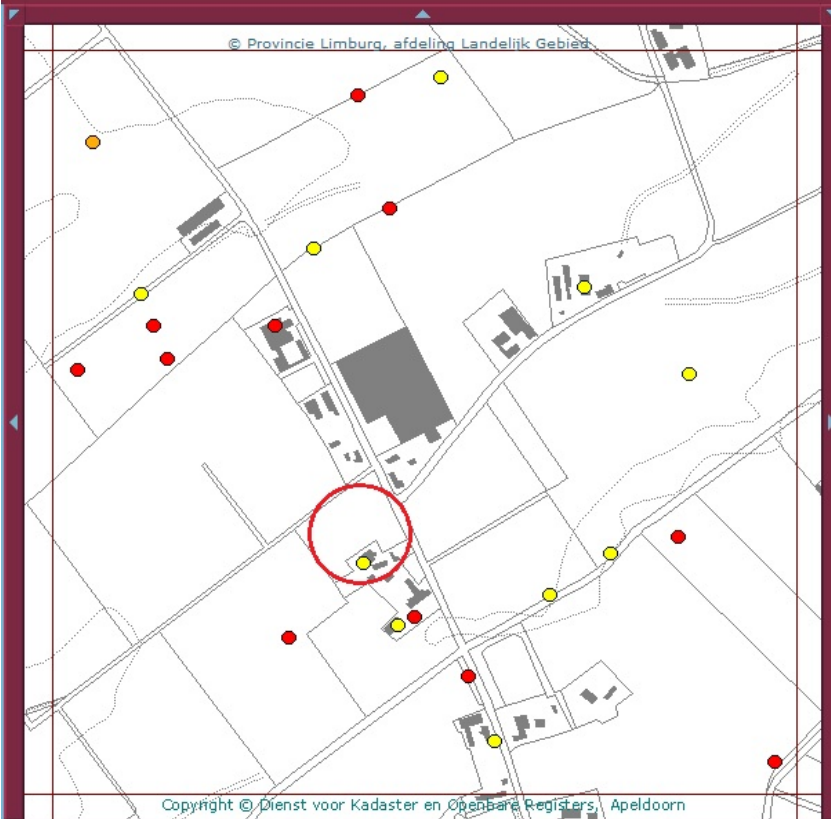 © Provincie Limburg, afdeling Landelijk Gebied
Copyright © Dienst voor Kadaster en Openbare Registers, Apeldoorn